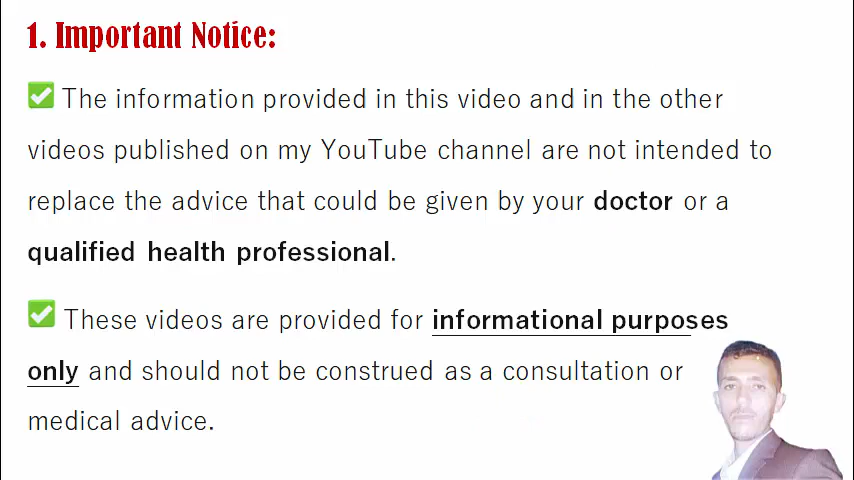 1. Important Notice:
✅ The information provided in this video and in the other
videos published on my YouTube channel are not intended to
replace the advice that could be given by your doctor or a
qualified health professional.
✅ These videos are provided for informational purposes
only and should not be construed as a consultation or
medical advice.